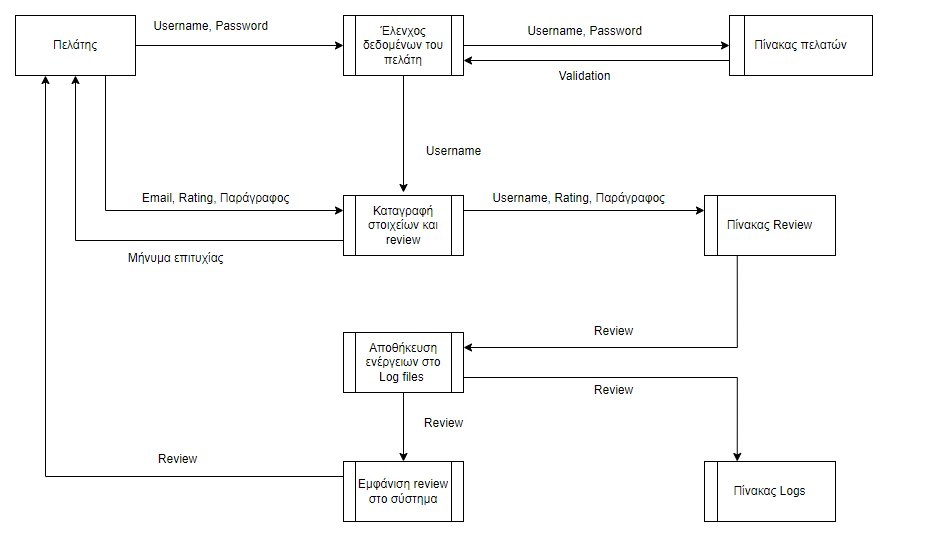 Username, Password
Πελάτης
Έλενχος
δεδομένων του
πελάτη
Username, Password
Πίνακας πελατών
Validation
Username
Email, Rating, Παράγραφος
Καταγραφή
στοιχείων και
review
Username, Rating, Παράγραφος
Πίνακας Review
Μήνυμα επιτυχίας
Review
Αποθήκευση
ενέργειων στο
Log files
Review
Review
Review
Εμφάνιση review
στο σύστημα
Πίνακας Logs